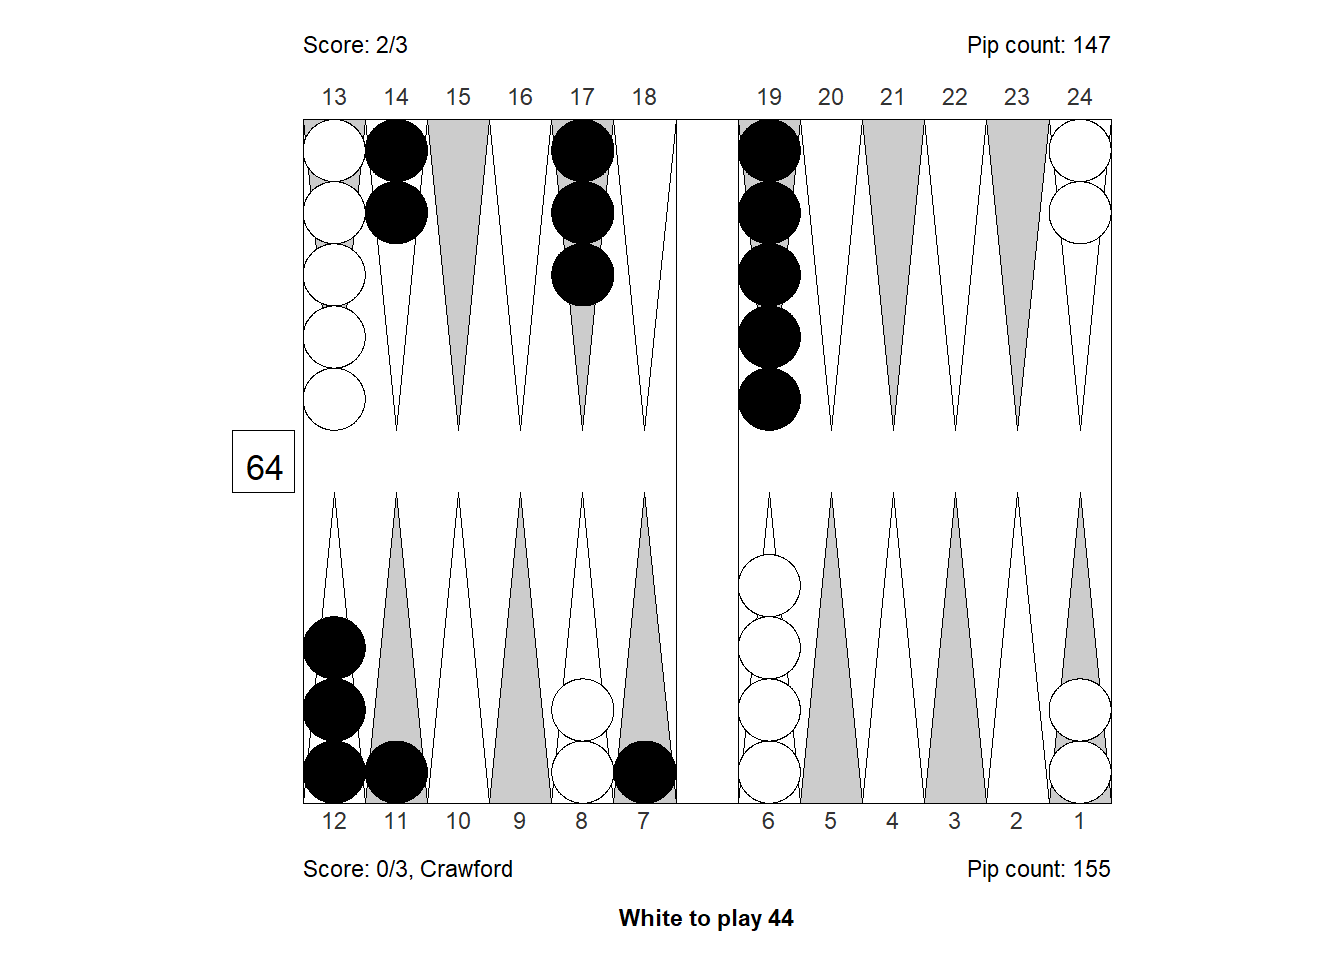 Score: 2/3 Pip count: 147
13 14 15 16 17 18 19 20 21 22 23 24
64
12 11 10 9 8 7 6 5 4 3 2 1
Score: 0/3, Crawford Pip count: 155
White to play 44